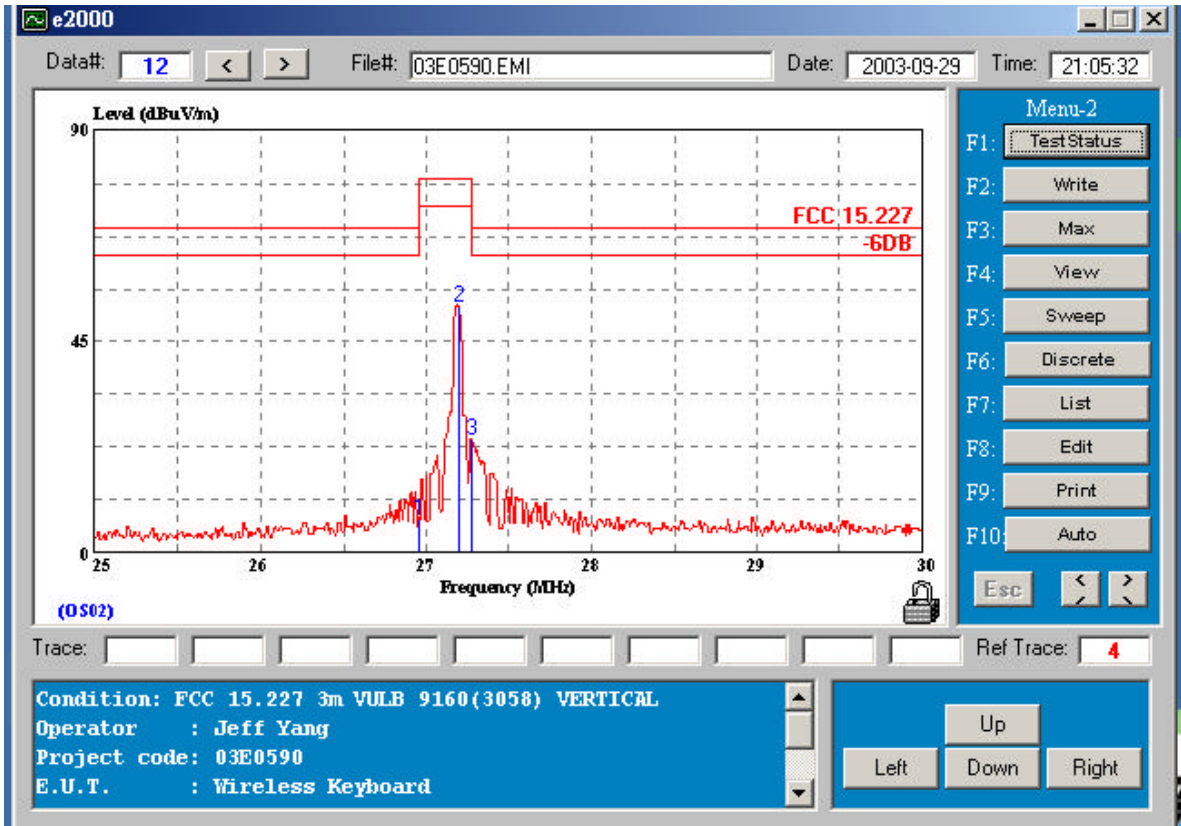 e2000
Data#: 12 < > File#: 03E0590.EMI Date: 2003-09-29 Time: 21:05:32
Level (dBuV/m)
90
FCC 15.227
-6DB
2
45
3
1
0
25 26 27 28 29 30
Frequency (MHz)
(OS02)
Menu-2
F1: TestStatus
F2: Write
F3: Max
F4: View
F5: Sweep
F6: Discrete
F7: List
F8: Edit
F9: Print
F10: Auto
Esc < >
Trace: Ref Trace: 4
Condition: FCC 15.227 3m VULB 9160(3058) VERTICAL
Operator : Jeff Yang
Project code: 03E0590
E.U.T. : Wireless Keyboard
Up
Left Down Right